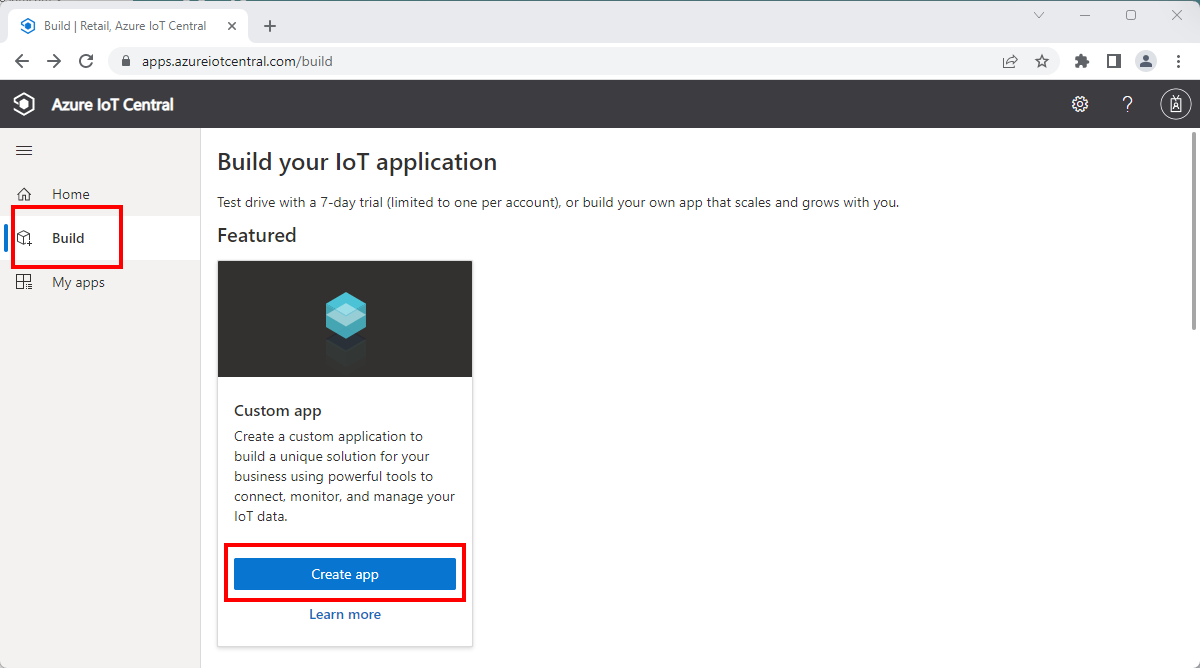 Build | Retail, Azure IoT Central
apps.azureiotcentral.com/build
Azure IoT Central
?
Home
Build
My apps
Build your IoT application
Test drive with a 7-day trial (limited to one per account), or build your own app that scales and grows with you.
Featured
Custom app
Create a custom application to
build a unique solution for your
business using powerful tools to
connect, monitor, and manage your
IoT data.
Create app
Learn more